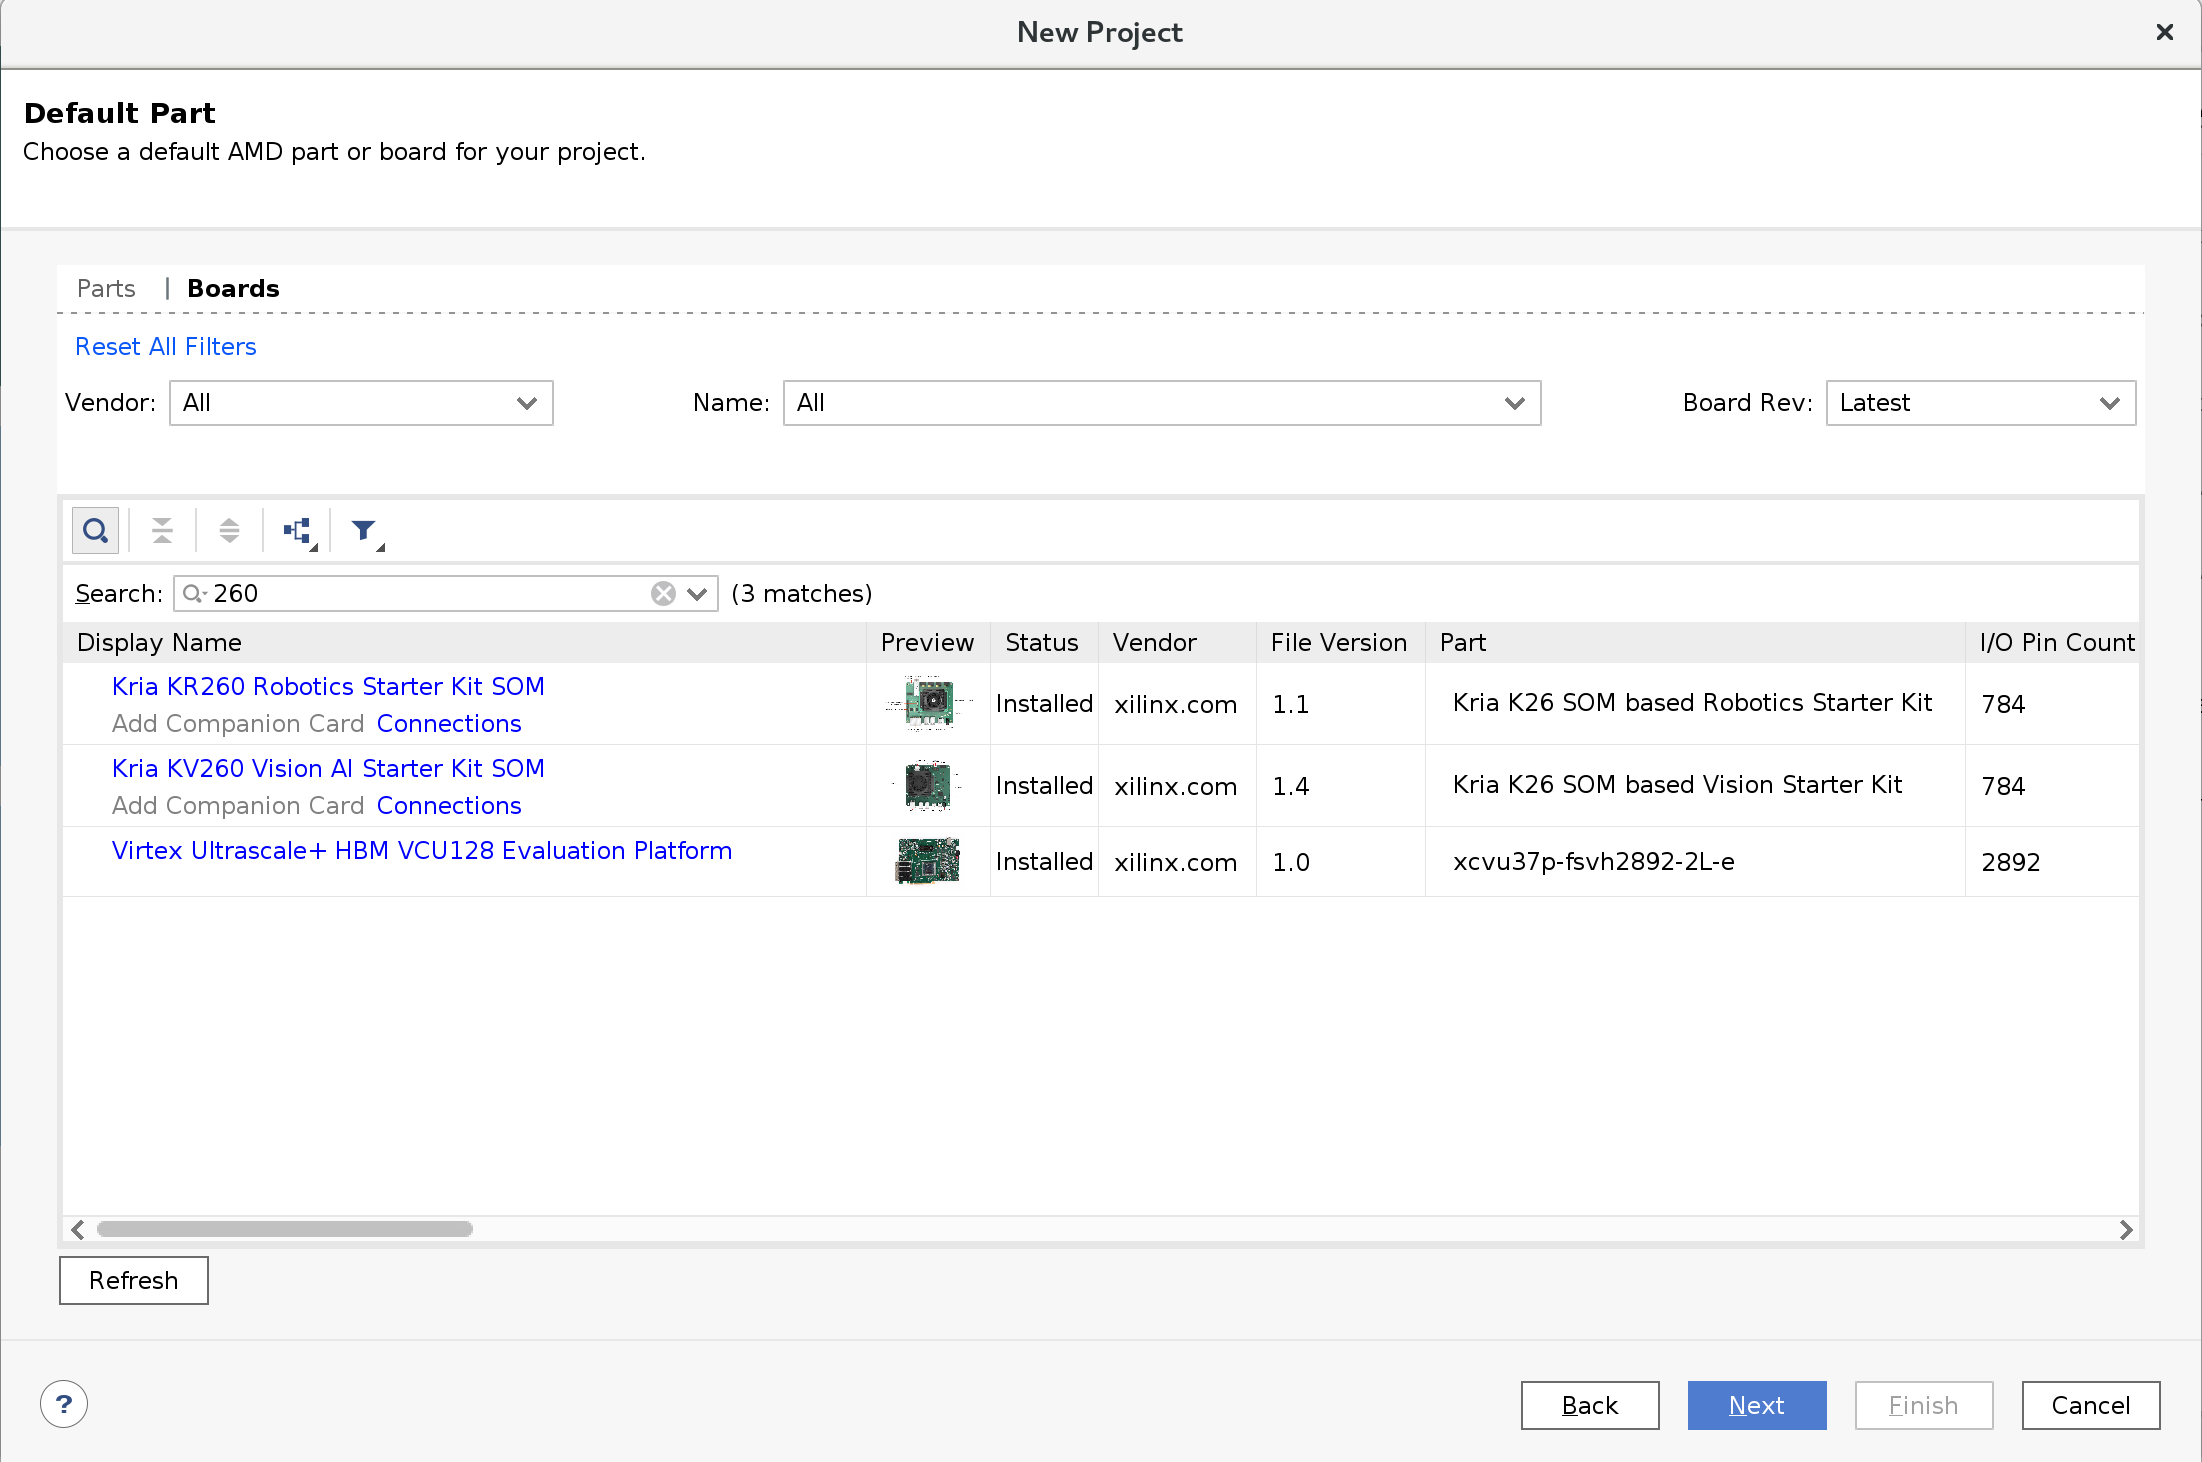 New Project
Default Part
Choose a default AMD part or board for your project.
Parts | Boards
Reset All Filters
Vendor: All Name: All Board Rev: Latest
Search: 260 (3 matches)
Display Name Preview Status Vendor File Version Part I/O Pin Count
Kria KR260 Robotics Starter Kit SOM
Add Companion Card Connections Installed xilinx.com 1.1 Kria K26 SOM based Robotics Starter Kit 784
Kria KV260 Vision AI Starter Kit SOM
Add Companion Card Connections Installed xilinx.com 1.4 Kria K26 SOM based Vision Starter Kit 784
Virtex Ultrascale+ HBM VCU128 Evaluation Platform Installed xilinx.com 1.0 xcvu37p-fsvh2892-2L-e 2892
Refresh
? Back Next Finish Cancel